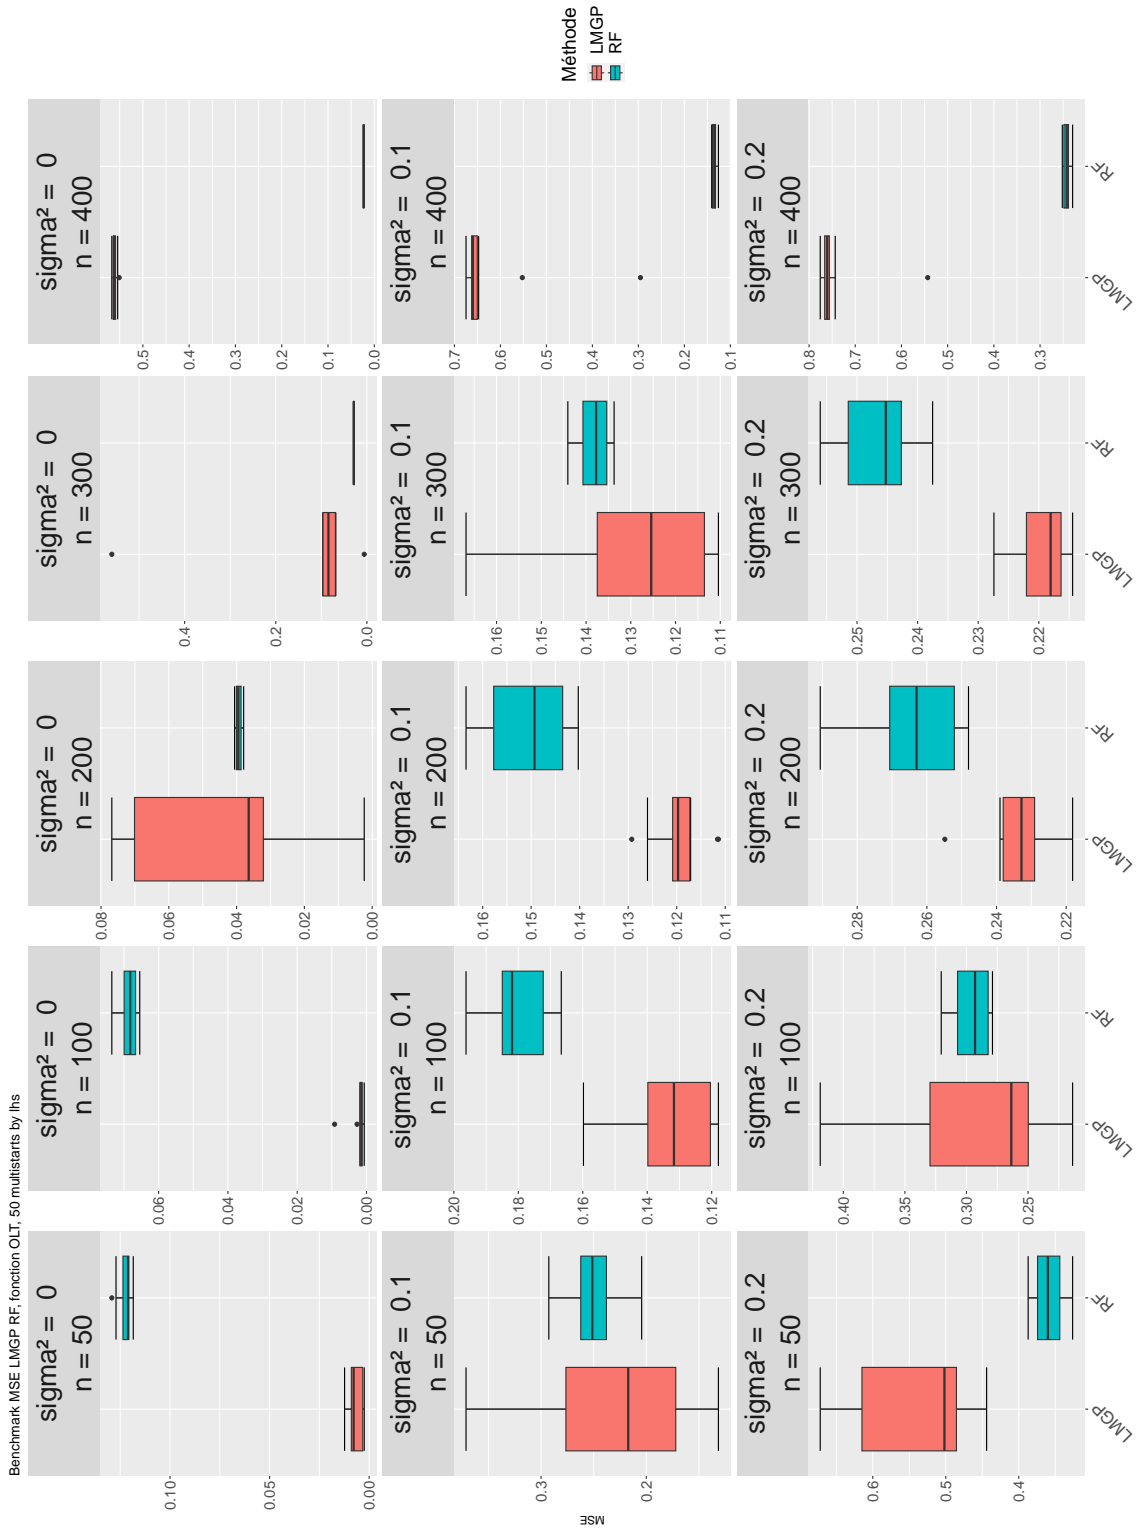 Benchmark MSE LMGP RF, fonction OLT, 50 multistarts by lhs
sigma² = 0
n = 50
sigma² = 0
n = 100
sigma² = 0
n = 200
sigma² = 0
n = 300
sigma² = 0
n = 400
0.10
0.05
0.00
0.06
0.04
0.02
0.00
0.08
0.06
0.04
0.02
0.00
0.4
0.2
0.0
0.5
0.4
0.3
0.3
0.2
0.1
0.0
sigma² = 0.1
n = 50
sigma² = 0.1
n = 100
sigma² = 0.1
n = 200
sigma² = 0.1
n = 300
sigma² = 0.1
n = 400
0.3
0.2
0.20
0.18
0.16
0.14
0.12
0.16
0.15
0.14
0.13
0.12
0.11
0.16
0.15
0.14
0.13
0.12
0.11
0.7
0.6
0.5
0.4
0.3
0.2
0.1
sigma² = 0.2
n = 50
sigma² = 0.2
n = 100
sigma² = 0.2
n = 200
sigma² = 0.2
n = 300
sigma² = 0.2
n = 400
0.6
0.5
0.4
0.40
0.35
0.30
0.25
0.28
0.26
0.24
0.22
0.25
0.24
0.23
0.22
0.8
0.7
0.6
0.5
0.4
0.3
LMGP
RF
LMGP
RF
LMGP
RF
LMGP
RF
LMGP
RF
MSE
Méthode
LMGP
RF